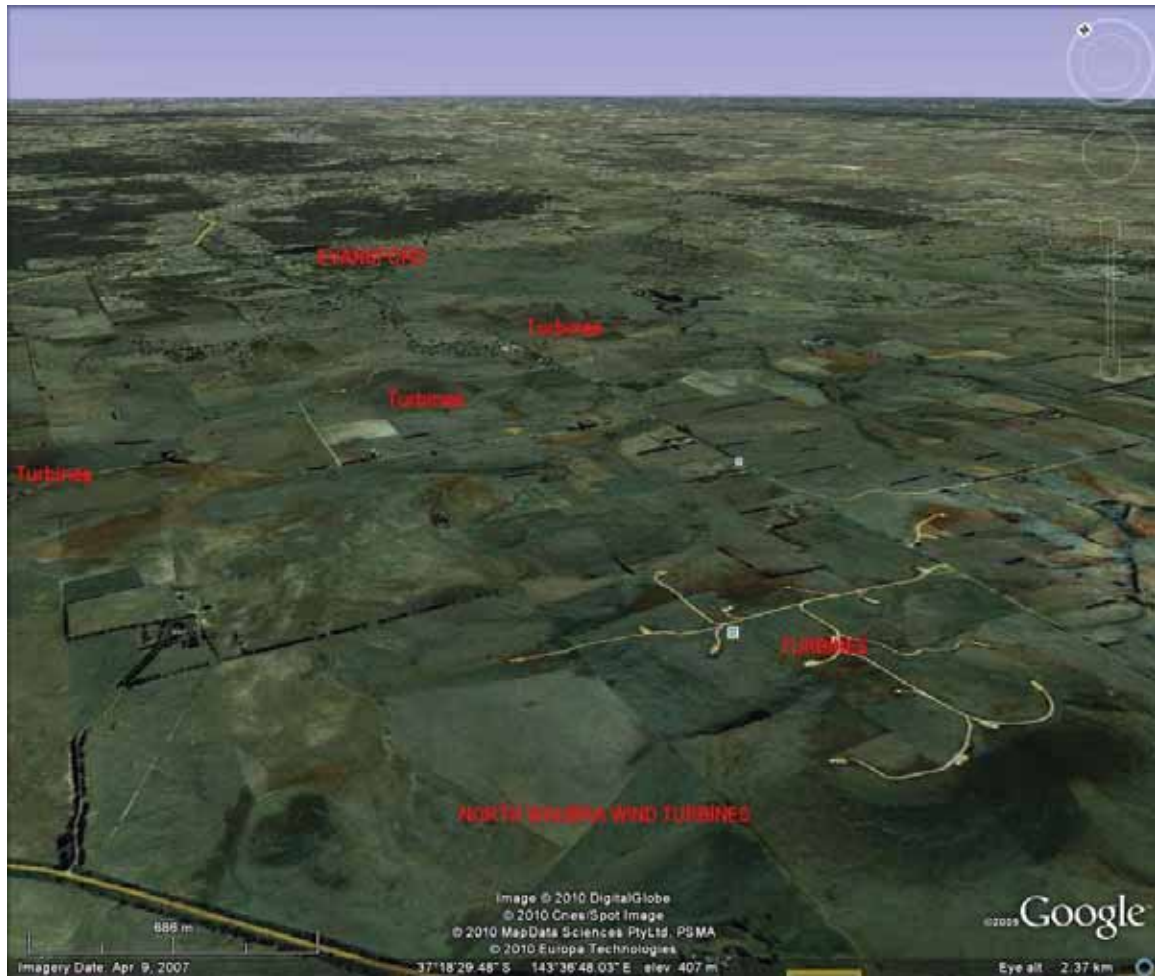 EVANSFORD
Turbines
Turbines
Turbines
TURBINES
NORTH WAUBRA WIND TURBINES
Image © 2010 DigitalGlobe
© 2010 Cnes/Spot Image
© 2010 MapData Sciences PtyLtd, PSMA
© 2010 Europa Technologies
©2009 Google
686 m
Imagery Date: Apr 9, 2007
37°18'29.48" S 143°36'48.03" E elev 407 m
Eye alt 2.37 km